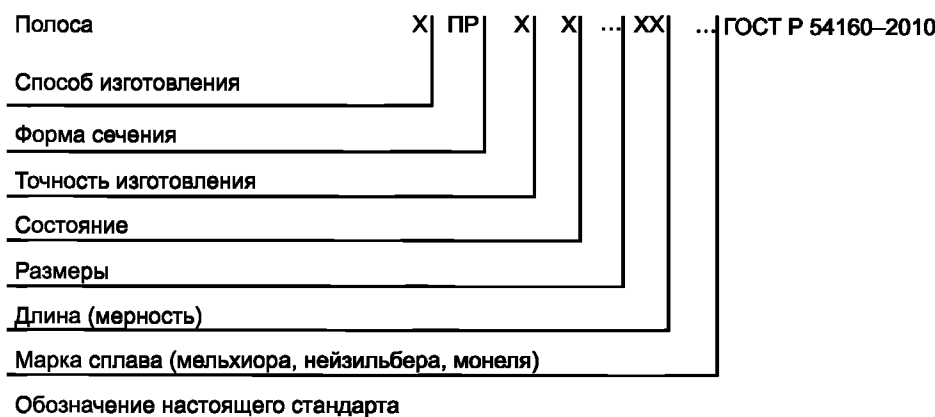 Полоса Х ПР Х Х ... ХХ ... ГОСТ Р 54160–2010
Способ изготовления
Форма сечения
Точность изготовления
Состояние
Размеры
Длина (мерность)
Марка сплава (мельхиора, нейзильбера, монеля)
Обозначение настоящего стандарта